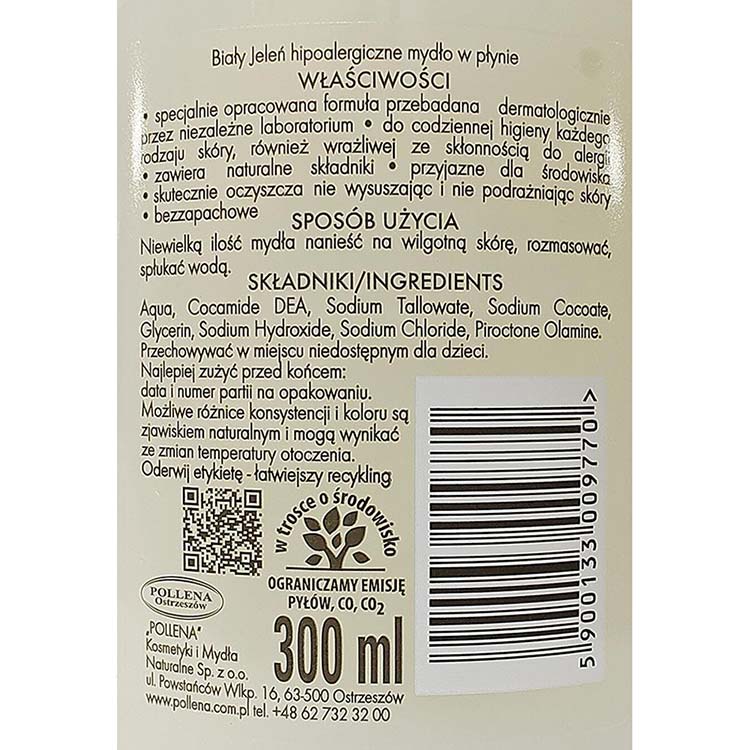 Biały Jeleń hipoalergiczne mydło w płynie
WŁAŚCIWOŚCI
• specjalnie opracowana formuła przebadana dermatologicznie
przez niezależne laboratorium • do codziennej higieny każdego
rodzaju skóry, również wrażliwej ze skłonnością do alergii
• zawiera naturalne składniki • przyjazne dla środowiska
• skutecznie oczyszcza nie wysuszając i nie podrażniając skóry
• bezzapachowe
SPOSÓB UŻYCIA
Niewielką ilość mydła nanieść na wilgotną skórę, rozmasować,
spłukać wodą.
SKŁADNIKI/INGREDIENTS
Aqua, Cocamide DEA, Sodium Tallowate, Sodium Cocoate,
Glycerin, Sodium Hydroxide, Sodium Chloride, Piroctone Olamine.
Przechowywać w miejscu niedostępnym dla dzieci.
Najlepiej zużyć przed końcem:
data i numer partii na opakowaniu.
Możliwe różnice konsystencji i koloru są
zjawiskiem naturalnym i mogą wynikać
ze zmian temperatury otoczenia.
Oderwij etykietę - łatwiejszy recykling
w trosce o środowisko
OGRANICZAMY EMISJĘ
PYŁÓW, CO, CO2
POLLENA
Ostrzeszów
„POLLENA"
Kosmetyki i Mydła
Naturalne Sp. z o.o.
ul. Powstańców Wlkp. 16, 63-500 Ostrzeszów
www.pollena.com.pl tel. +48 62 732 32 00
300 ml
5 900133 009770 >